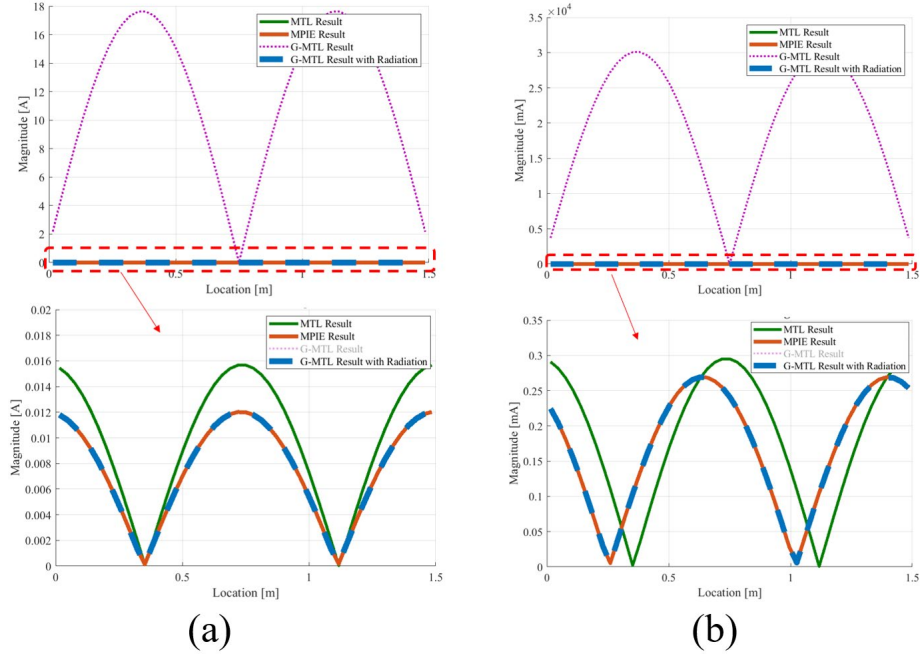 18
16
14
12
10
8
6
4
2
0
0.5
1
1.5
Magnitude [A]
Location [m]
MTL Result
MPIE Result
G-MTL Result
G-MTL Result with Radiation
×10⁴
3.5
3
2.5
2
1.5
1
0.5
0
0
0.5
1
1.5
Magnitude [mA]
Location [m]
MTL Result
MPIE Result
G-MTL Result
G-MTL Result with Radiation
0.02
0.018
0.016
0.014
0.012
0.01
0.008
0.006
0.004
0.002
0
0
0.5
1
1.5
Magnitude [A]
Location [m]
MTL Result
MPIE Result
G-MTL Result
G-MTL Result with Radiation
0.35
0.3
0.25
0.2
0.15
0.1
0.05
0
0
0.5
1
1.5
Magnitude [mA]
Location [m]
MTL Result
MPIE Result
G-MTL Result
G-MTL Result with Radiation
(a)
(b)